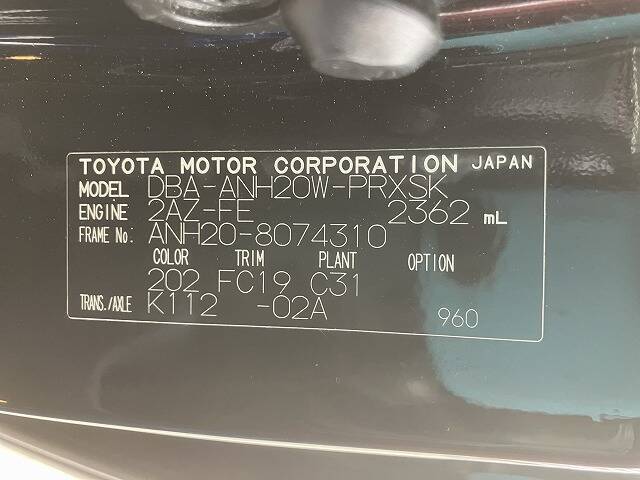 TOYOTA MOTOR CORPORATION JAPAN
MODEL DBA-ANH20W-PRXSK
ENGINE 2AZ-FE 2362 mL
FRAME No. ANH20-8074310
COLOR TRIM PLANT OPTION
202 FC19 C31
TRANS./AXLE K112 -02A
960